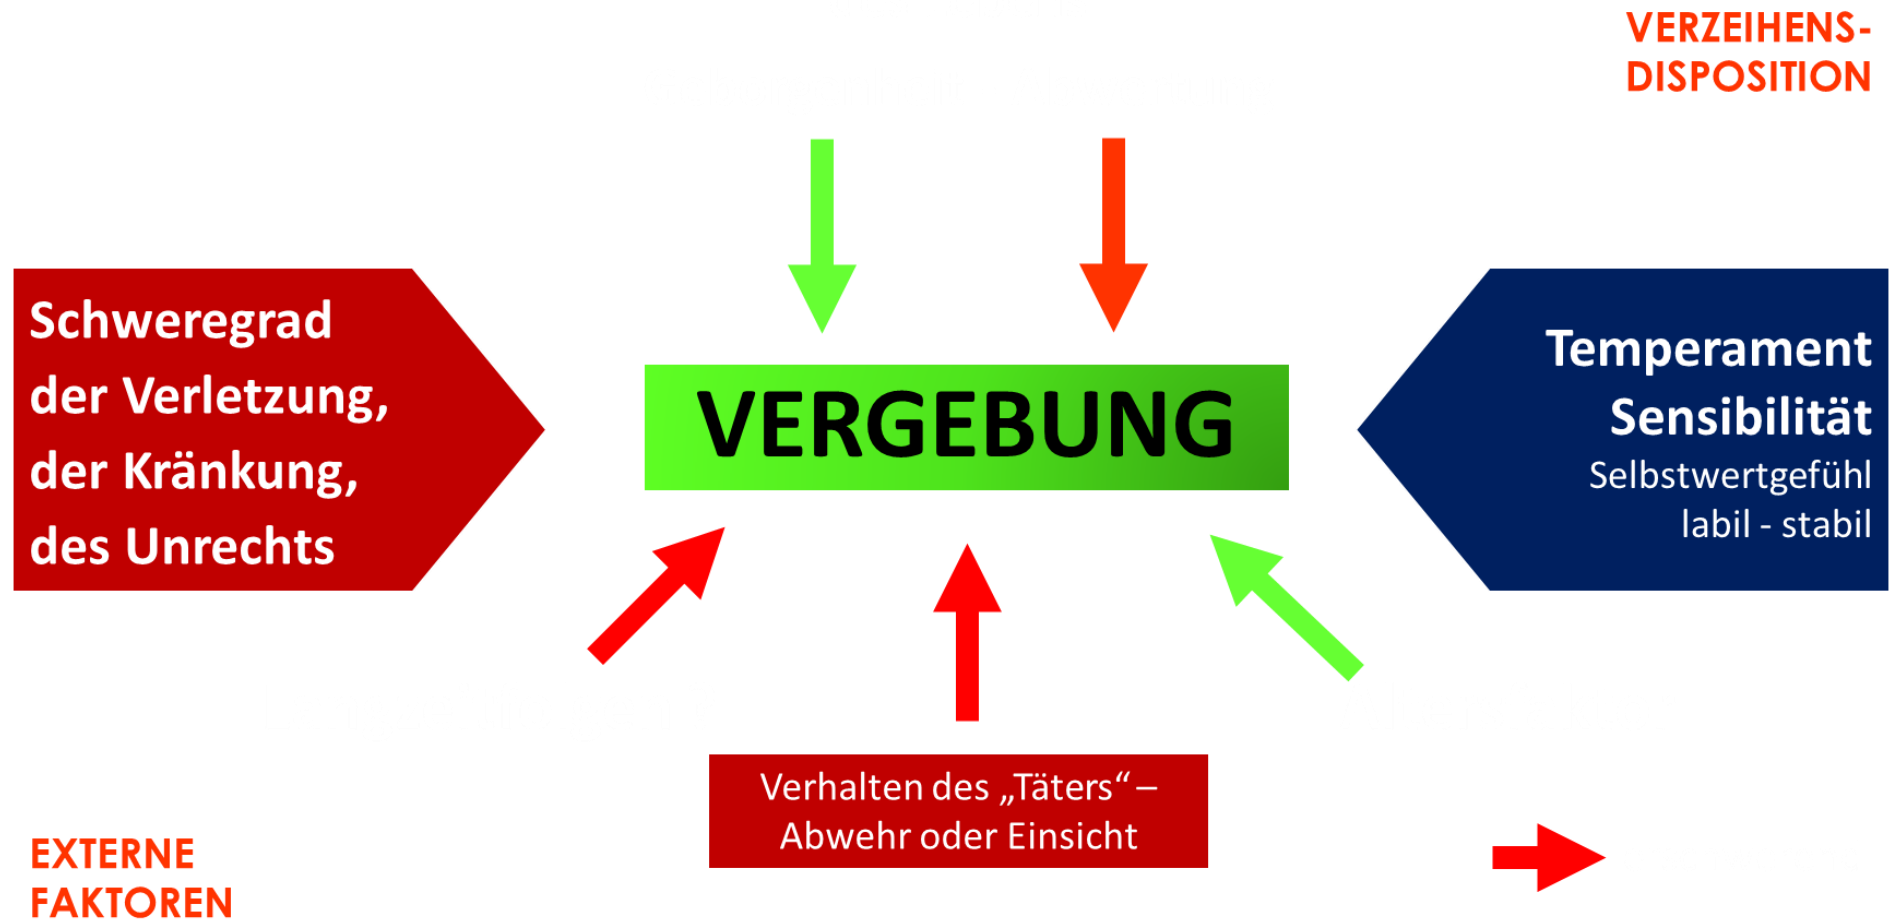 VERZEIHENS-
DISPOSITION
Schweregrad
der Verletzung,
der Kränkung,
des Unrechts
VERGEBUNG
Temperament
Sensibilität
Selbstwertgefühl
labil - stabil
Verhalten des „Täters“ –
Abwehr oder Einsicht
EXTERNE
FAKTOREN